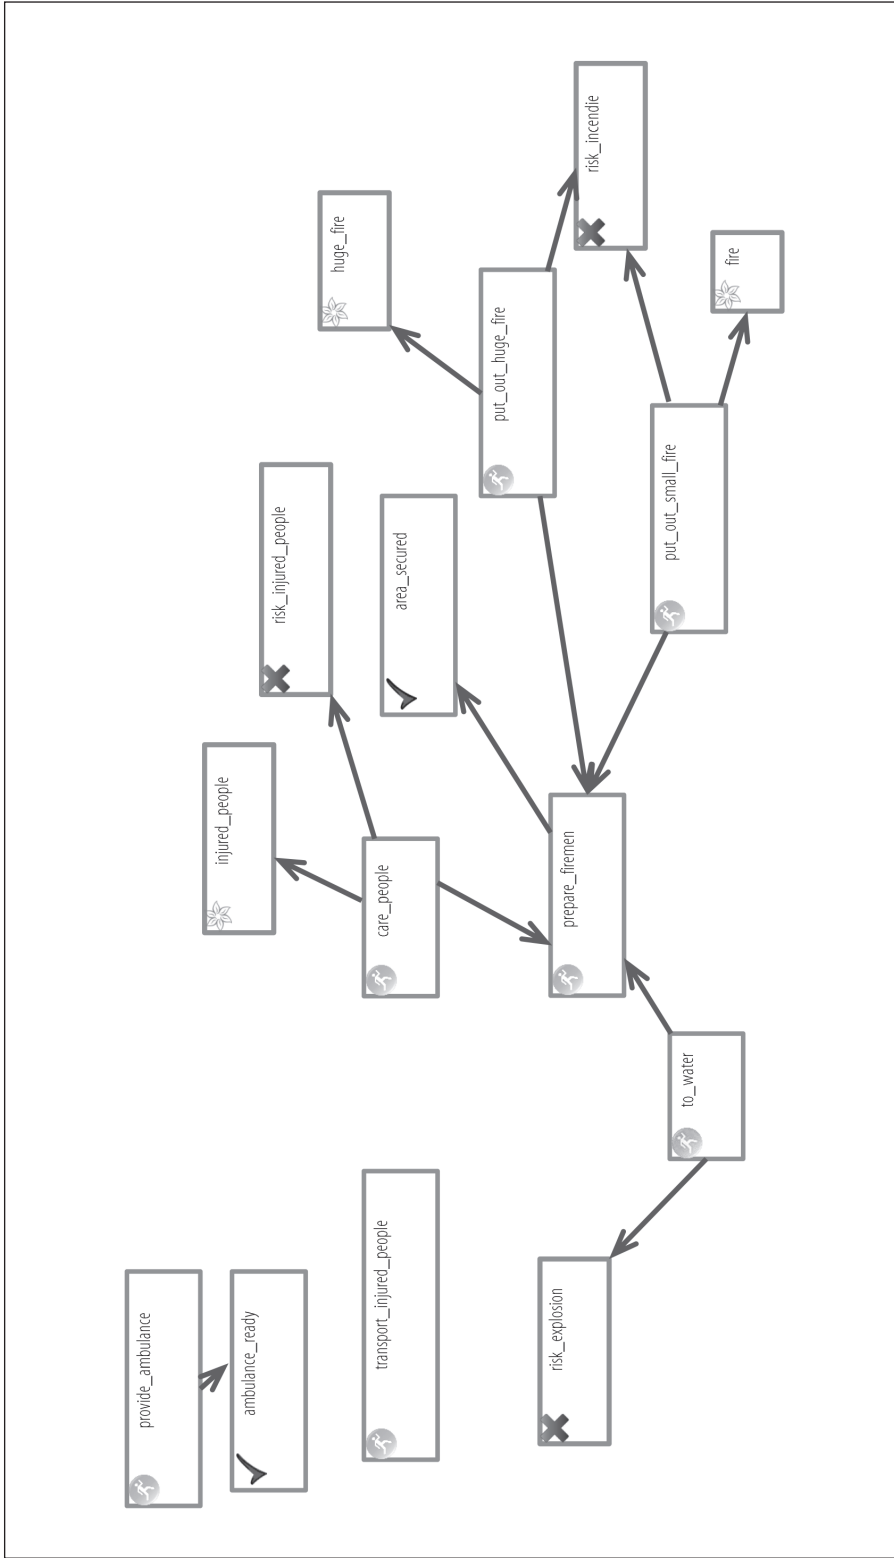 provide_ambulance
ambulance_ready
injured_people
risk_injured_people
huge_fire
transport_injured_people
care_people
area_secured
put_out_huge_fire
risk_incendie
risk_explosion
prepare_firemen
to_water
put_out_small_fire
fire